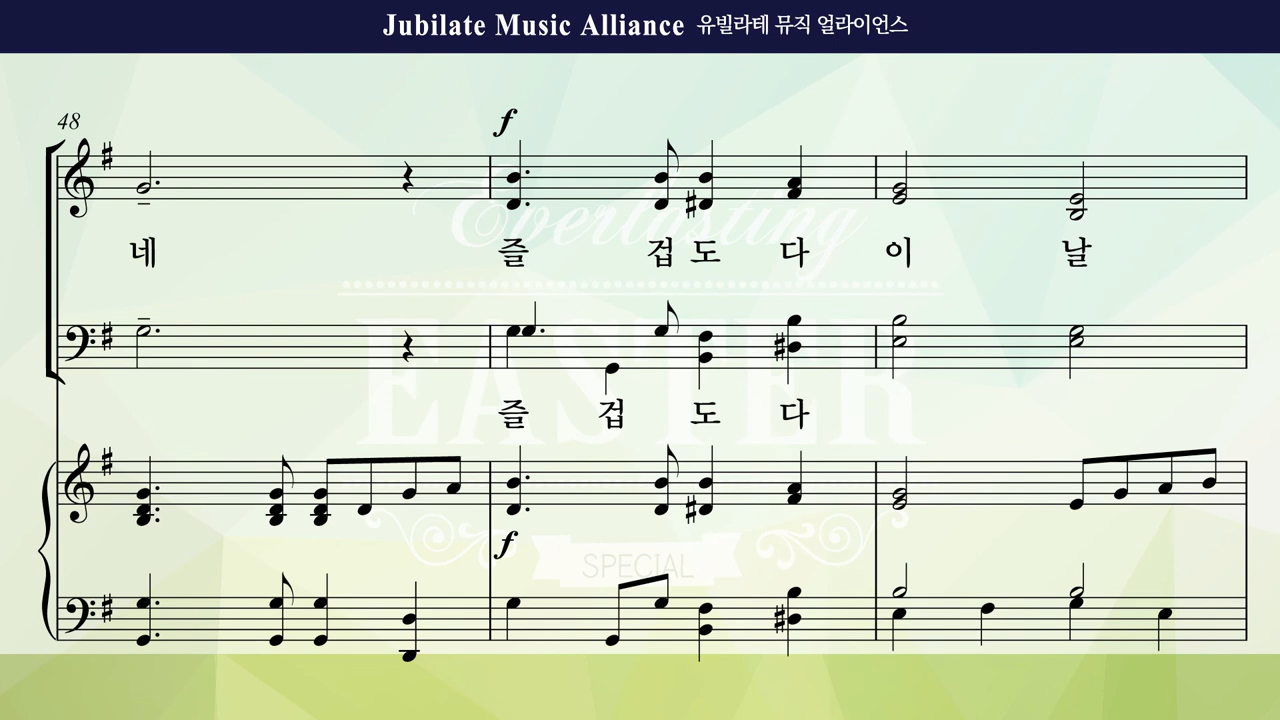 Jubilate Music Alliance 유빌라테 뮤직 얼라이언스
48
f
네 즐 겁 도 다 이 날
Everlasting
EASTER
즐 겁 도 다
f
SPECIAL